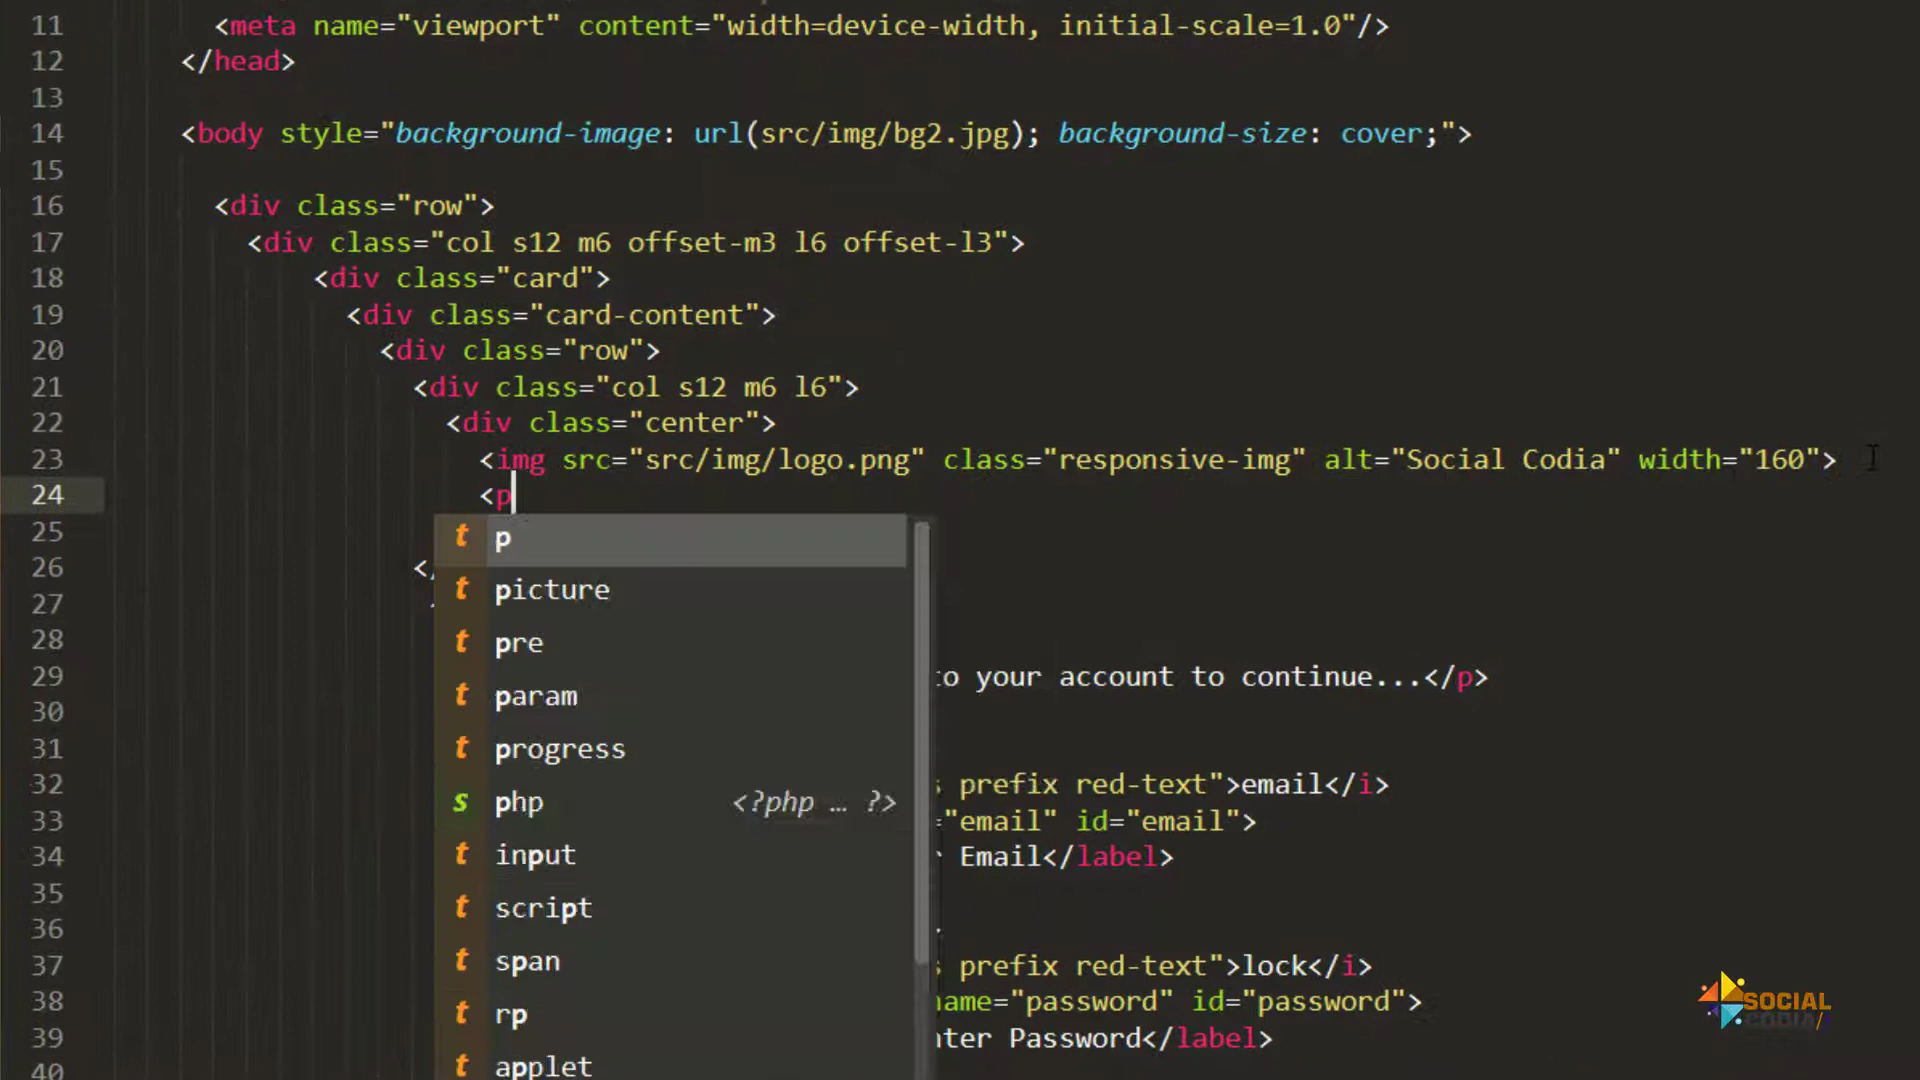 11 <meta name="viewport" content="width=device-width, initial-scale=1.0"/>
12 </head>
13
14 <body style="background-image: url(src/img/bg2.jpg); background-size: cover;">
15
16 <div class="row">
17 <div class="col s12 m6 offset-m3 l6 offset-l3">
18 <div class="card">
19 <div class="card-content">
20 <div class="row">
21 <div class="col s12 m6 l6">
22 <div class="center">
23 <img src="src/img/logo.png" class="responsive-img" alt="Social Codia" width="160">
24 <p
25 t p
26 </
27 t picture
28 t pre
29 to your account to continue...</p>
30 t param
31 t progress
32 s prefix red-text">email</i>
s php <?php … ?>
33 ="email" id="email">
34 t input
Email</label>
35 t script
36 t span
37 s prefix red-text">lock</i>
38 t rp
name="password" id="password">
39 nter Password</label>
40 t applet
SOCIAL
CODIA/